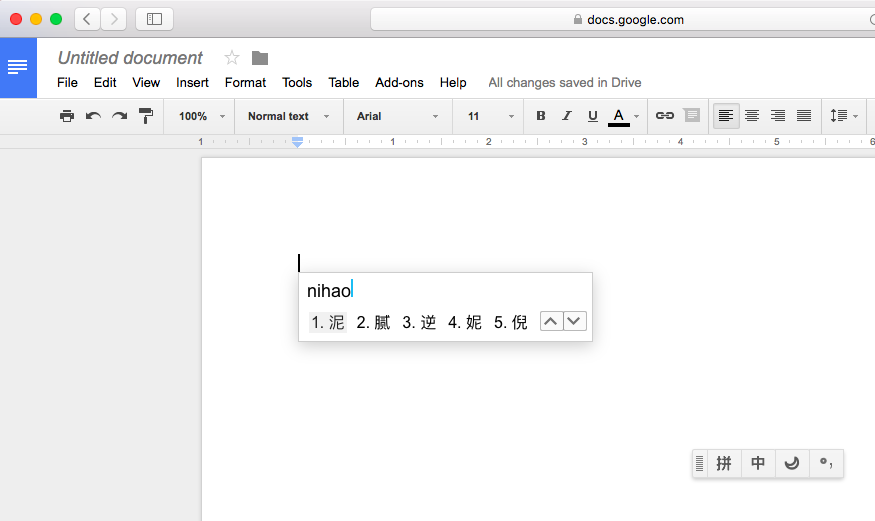 docs.google.com
Untitled document
File Edit View Insert Format Tools Table Add-ons Help All changes saved in Drive
100% Normal text Arial 11 B I U A
1 1 2 3 4 5 6
nihao
1. 泥 2. 腻 3. 逆 4. 妮 5. 倪
拼 中 °,